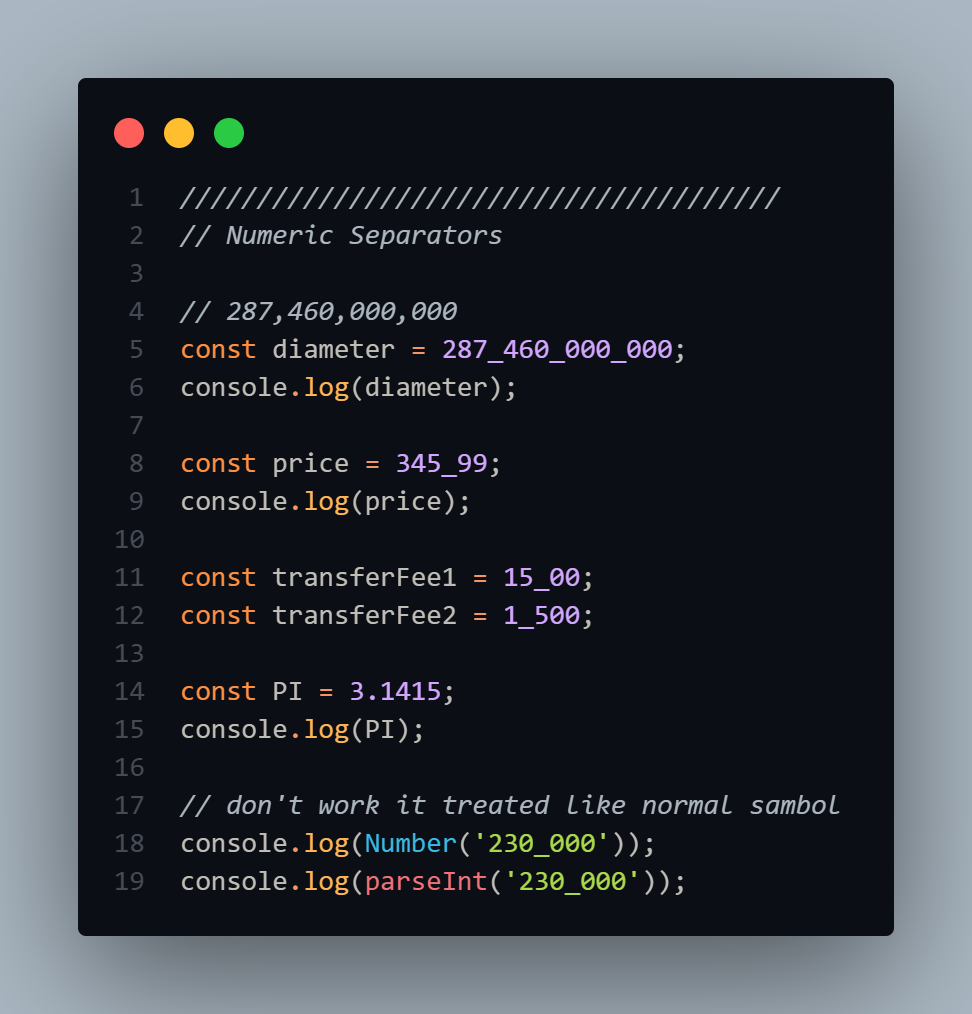 1 ///////////////////////////////////////
2 // Numeric Separators
3
4 // 287,460,000,000
5 const diameter = 287_460_000_000;
6 console.log(diameter);
7
8 const price = 345_99;
9 console.log(price);
10
11 const transferFee1 = 15_00;
12 const transferFee2 = 1_500;
13
14 const PI = 3.1415;
15 console.log(PI);
16
17 // don't work it treated like normal sambol
18 console.log(Number('230_000'));
19 console.log(parseInt('230_000'));